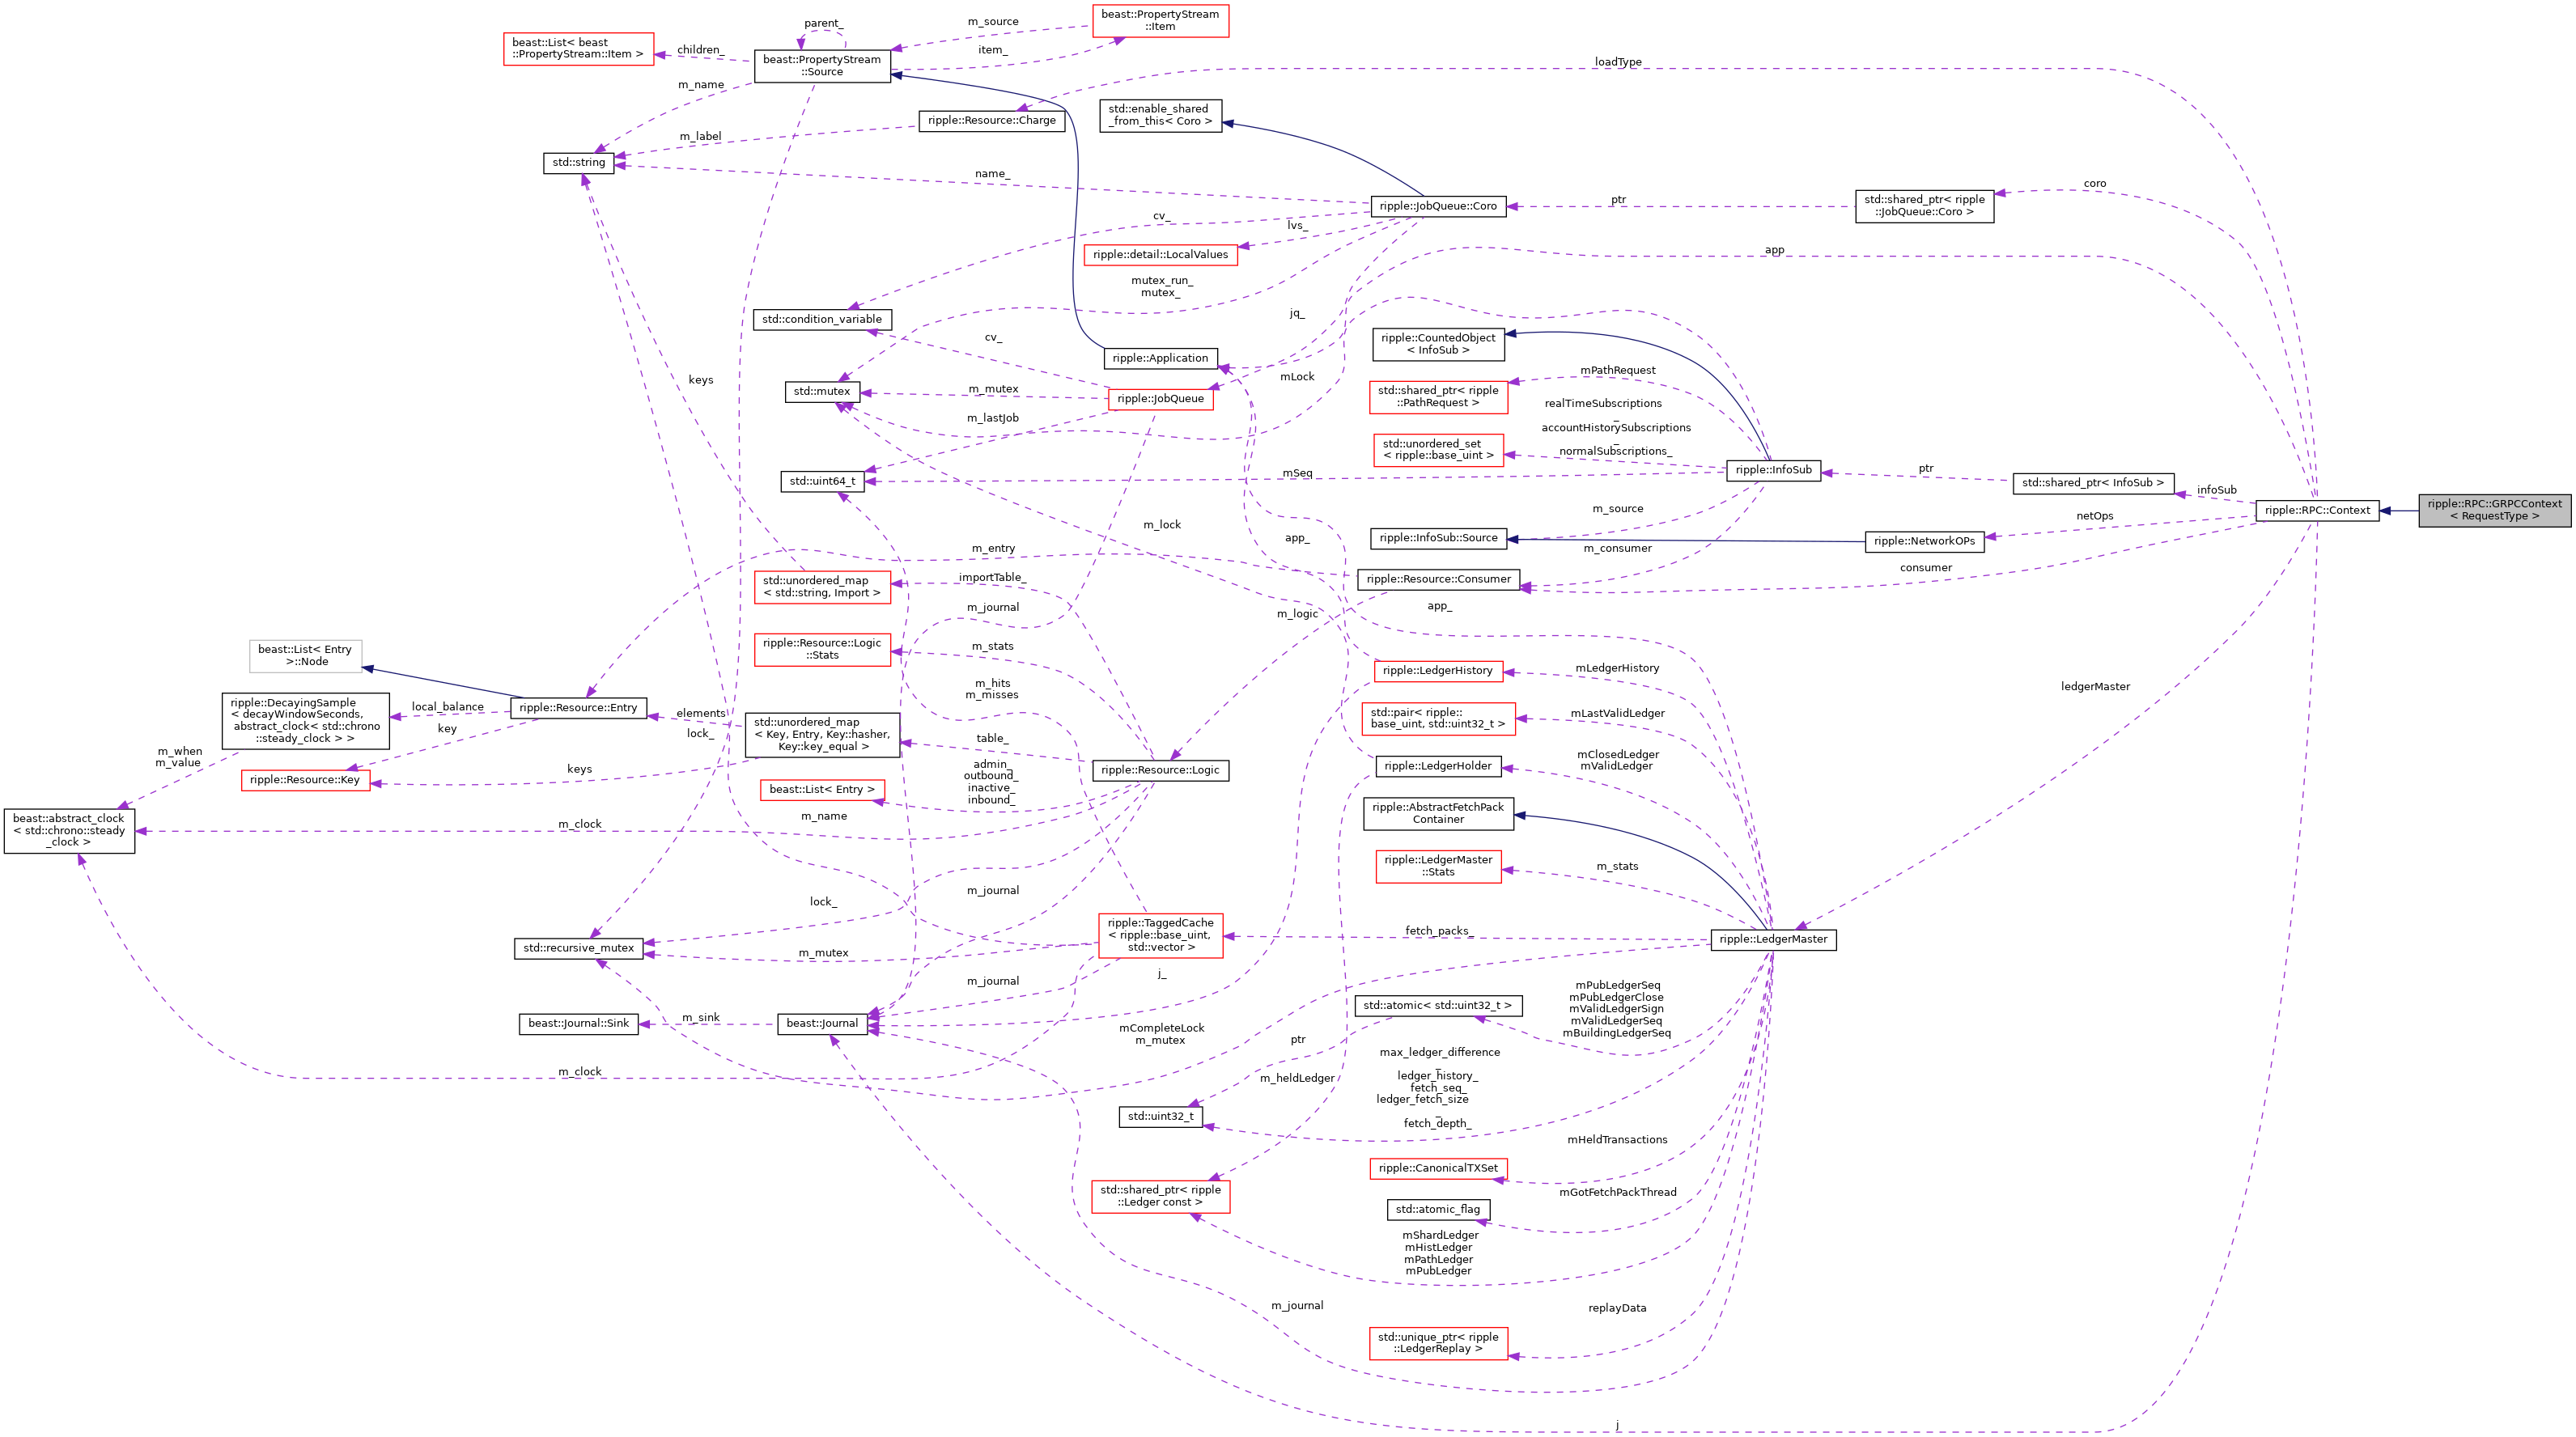 parent_
beast::PropertyStream
::Item
m_source
beast::List< beast
::PropertyStream::Item >
children_
item_
beast::PropertyStream
::Source
loadType
m_name
std::enable_shared
_from_this< Coro >
ripple::Resource::Charge
m_label
std::string
name_
coro
ripple::JobQueue::Coro
ptr
std::shared_ptr< ripple
::JobQueue::Coro >
cv_
lvs_
ripple::detail::LocalValues
app
mutex_run_
mutex_
std::condition_variable
jq_
cv_
ripple::CountedObject
< InfoSub >
ripple::Application
keys
mLock
mPathRequest
std::mutex
m_mutex
ripple::JobQueue
std::shared_ptr< ripple
::PathRequest >
m_lastJob
realTimeSubscriptions
_
accountHistorySubscriptions
_
normalSubscriptions_
std::unordered_set
< ripple::base_uint >
ripple::InfoSub
std::uint64_t
mSeq
ptr
std::shared_ptr< InfoSub >
infoSub
ripple::RPC::Context
ripple::RPC::GRPCContext
< RequestType >
m_source
netOps
m_lock
app_
ripple::InfoSub::Source
ripple::NetworkOPs
m_entry
m_consumer
consumer
importTable_
std::unordered_map
< std::string, Import >
ripple::Resource::Consumer
m_journal
m_logic
app_
m_stats
ripple::Resource::Logic
::Stats
beast::List< Entry
>::Node
ripple::LedgerHistory
mLedgerHistory
m_hits
m_misses
ledgerMaster
ripple::DecayingSample
< decayWindowSeconds,
abstract_clock< std::chrono
::steady_clock > >
local_balance
ripple::Resource::Entry
elements
std::unordered_map
< Key, Entry, Key::hasher,
Key::key_equal >
std::pair< ripple::
base_uint, std::uint32_t >
mLastValidLedger
key
lock_
table_
m_when
m_value
keys
ripple::Resource::Key
admin_
outbound_
inactive_
inbound_
beast::List< Entry >
ripple::Resource::Logic
ripple::LedgerHolder
mClosedLedger
mValidLedger
beast::abstract_clock
< std::chrono::steady
_clock >
m_clock
m_name
ripple::AbstractFetchPack
Container
ripple::LedgerMaster
::Stats
m_stats
m_journal
lock_
ripple::TaggedCache
< ripple::base_uint,
std::vector >
fetch_packs_
ripple::LedgerMaster
std::recursive_mutex
m_mutex
j_
m_journal
mPubLedgerSeq
mPubLedgerClose
mValidLedgerSign
mValidLedgerSeq
mBuildingLedgerSeq
std::atomic< std::uint32_t >
beast::Journal::Sink
m_sink
beast::Journal
mCompleteLock
m_mutex
ptr
m_clock
m_heldLedger
max_ledger_difference
_
ledger_history_
fetch_seq_
ledger_fetch_size
_
fetch_depth_
std::uint32_t
mHeldTransactions
ripple::CanonicalTXSet
std::shared_ptr< ripple
::Ledger const >
mGotFetchPackThread
std::atomic_flag
mShardLedger
mHistLedger
mPathLedger
mPubLedger
m_journal
replayData
std::unique_ptr< ripple
::LedgerReplay >
j